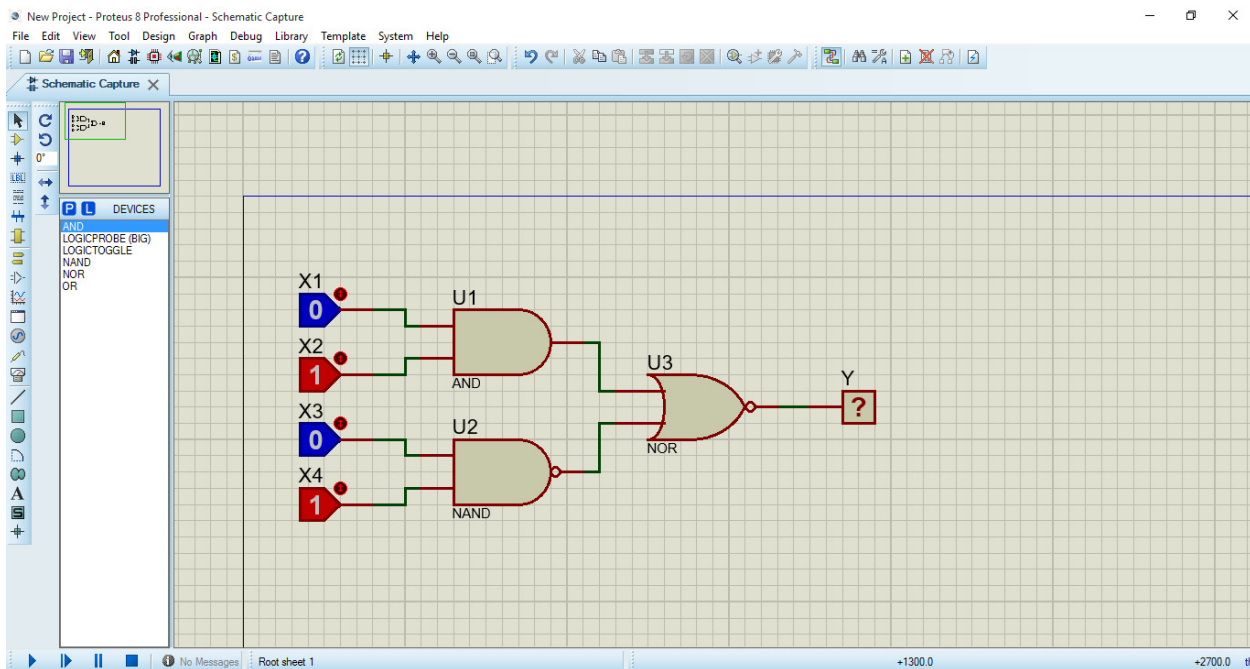 New Project - Proteus 8 Professional - Schematic Capture
File Edit View Tool Design Graph Debug Library Template System Help
Schematic Capture
0°
LBL
P L DEVICES
AND
LOGICPROBE (BIG)
LOGICTOGGLE
NAND
NOR
OR
A
S
X1
0
X2
1
X3
0
X4
1
U1
AND
U2
NAND
U3
NOR
Y
?
No Messages
Root sheet 1
+1300.0
+2700.0